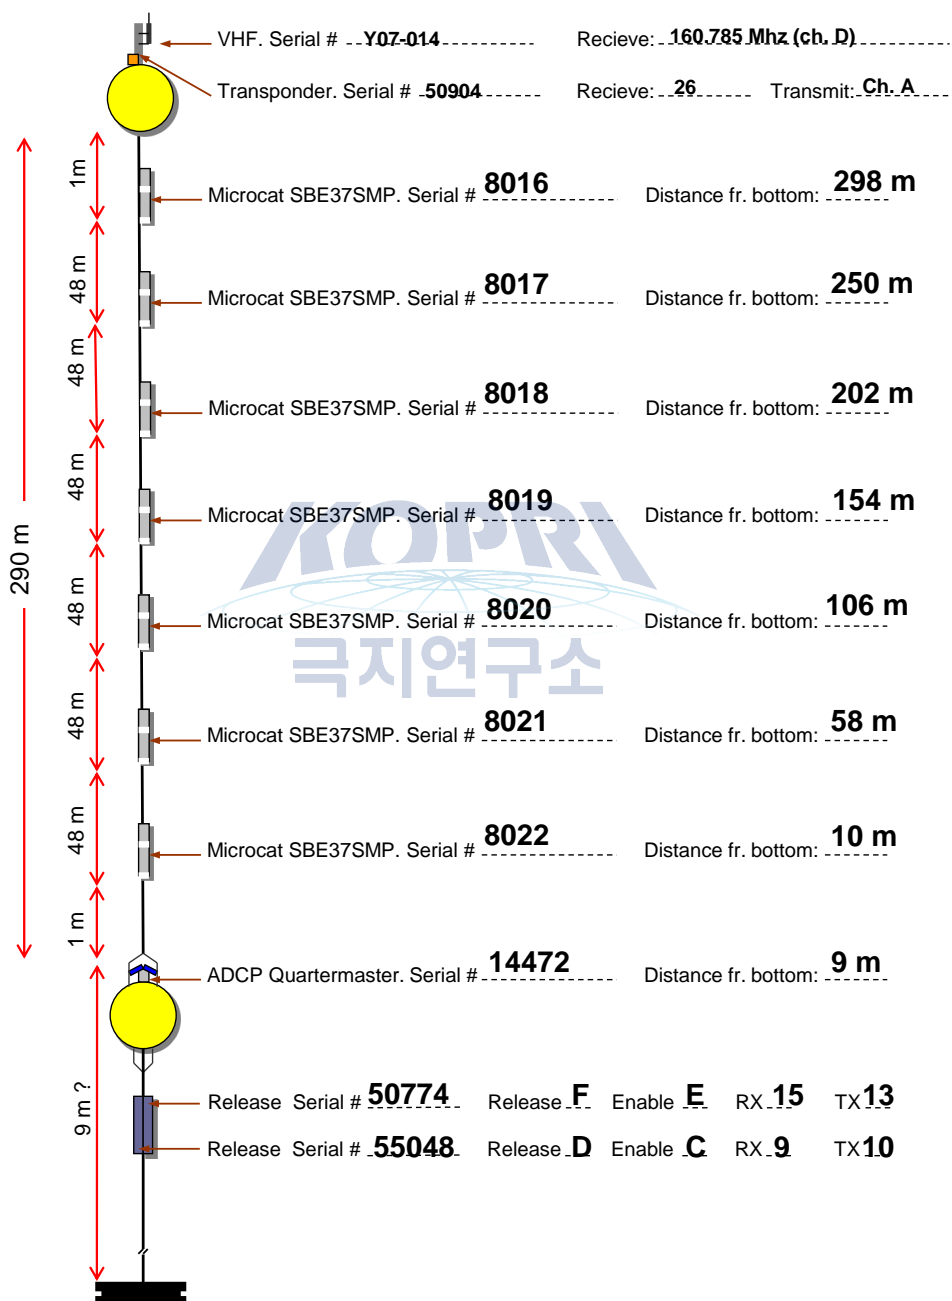 VHF. Serial # Y07-014 Recieve: 160.785 Mhz (ch. D)
Transponder. Serial # 50904 Recieve: 26 Transmit: Ch. A
1m
Microcat SBE37SMP. Serial # 8016 Distance fr. bottom: 298 m
48 m
Microcat SBE37SMP. Serial # 8017 Distance fr. bottom: 250 m
48 m
Microcat SBE37SMP. Serial # 8018 Distance fr. bottom: 202 m
48 m
KOPRI
Microcat SBE37SMP. Serial # 8019 Distance fr. bottom: 154 m
290 m
48 m
Microcat SBE37SMP. Serial # 8020 Distance fr. bottom: 106 m
극지연구소
48 m
Microcat SBE37SMP. Serial # 8021 Distance fr. bottom: 58 m
48 m
Microcat SBE37SMP. Serial # 8022 Distance fr. bottom: 10 m
1 m
ADCP Quartermaster. Serial # 14472 Distance fr. bottom: 9 m
9 m ?
Release Serial # 50774 Release F Enable E RX 15 TX 13
Release Serial # 55048 Release D Enable C RX 9 TX 10